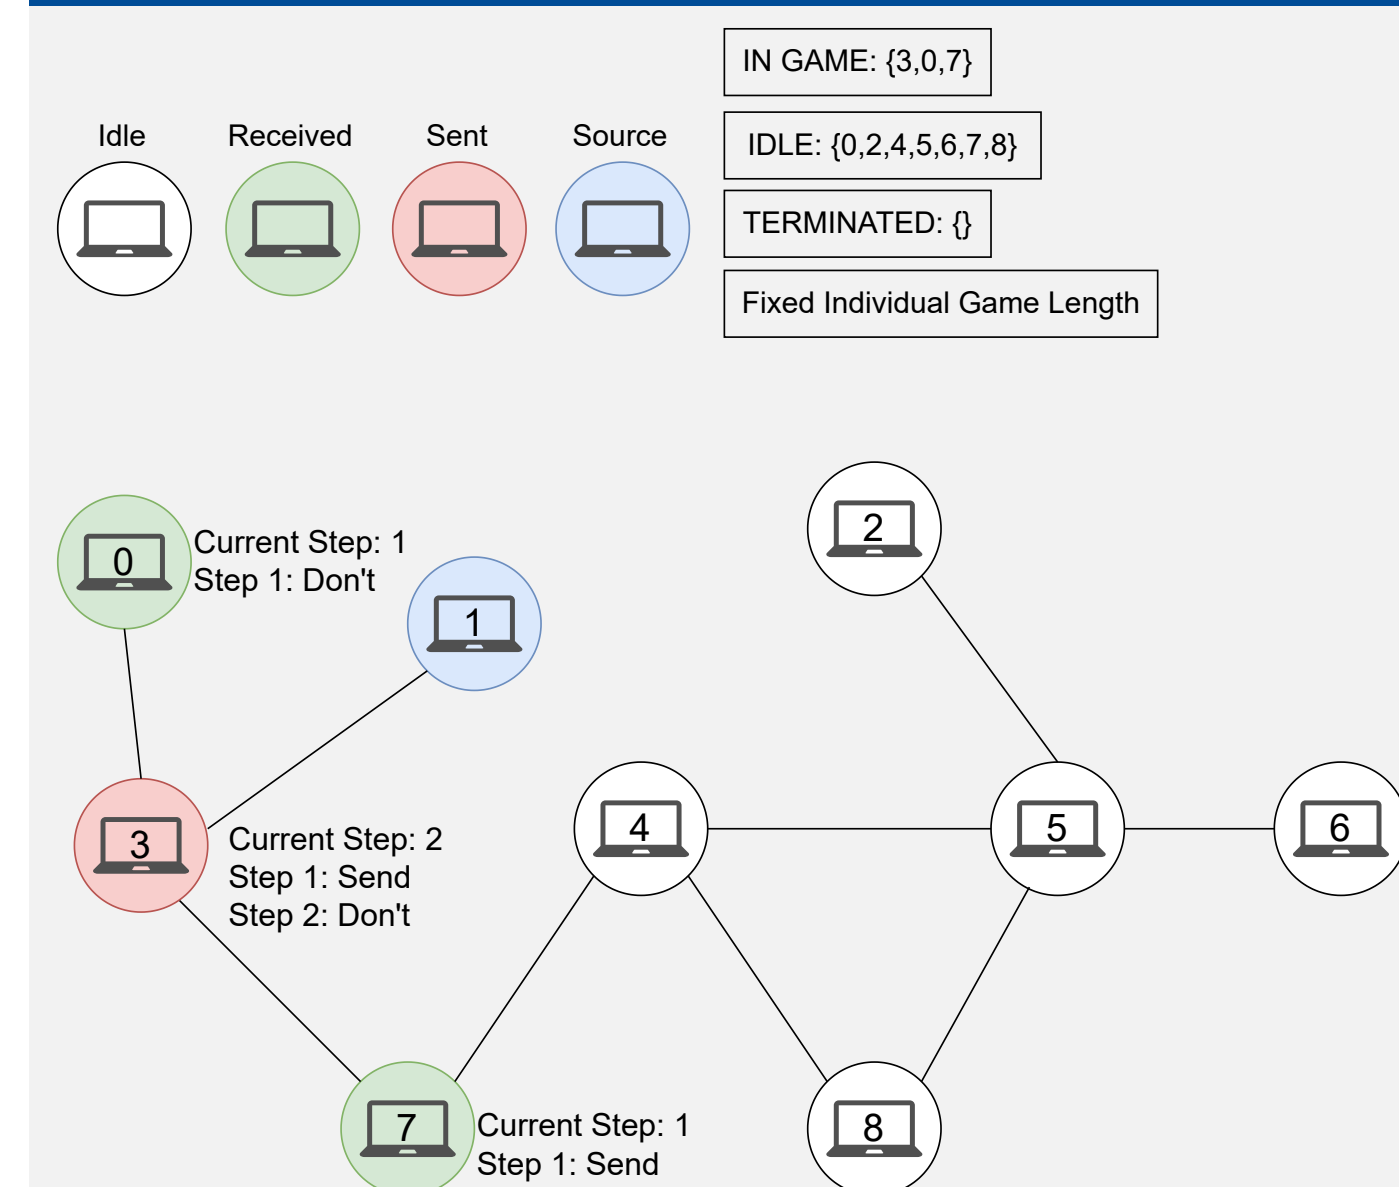 IN GAME: {3,0,7}
Idle
Received
Sent
Source
IDLE: {0,2,4,5,6,7,8}
TERMINATED: {}
Fixed Individual Game Length
2
0
Current Step: 1
Step 1: Don't
1
3
Current Step: 2
Step 1: Send
Step 2: Don't
4
5
6
7
Current Step: 1
Step 1: Send
8